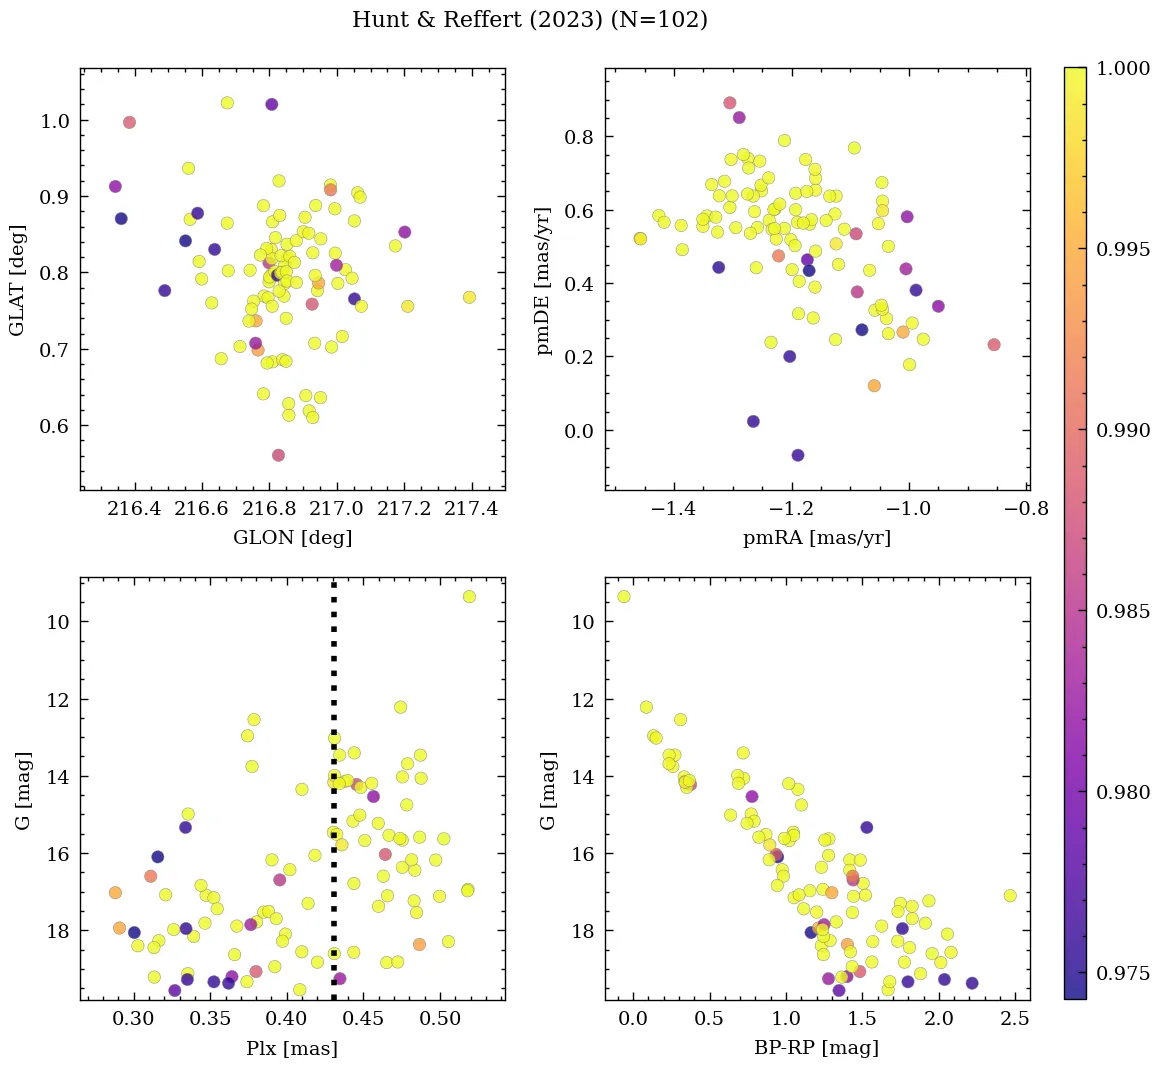 Hunt & Reffert (2023) (N=102)
1.0
0.9
0.8
0.7
0.6
GLAT [deg]
216.4 216.6 216.8 217.0 217.2 217.4
GLON [deg]
0.8
0.6
0.4
0.2
0.0
pmDE [mas/yr]
−1.4 −1.2 −1.0 −0.8
pmRA [mas/yr]
10
12
14
16
18
G [mag]
0.30 0.35 0.40 0.45 0.50
Plx [mas]
10
12
14
16
18
G [mag]
0.0 0.5 1.0 1.5 2.0 2.5
BP-RP [mag]
1.000
0.995
0.990
0.985
0.980
0.975